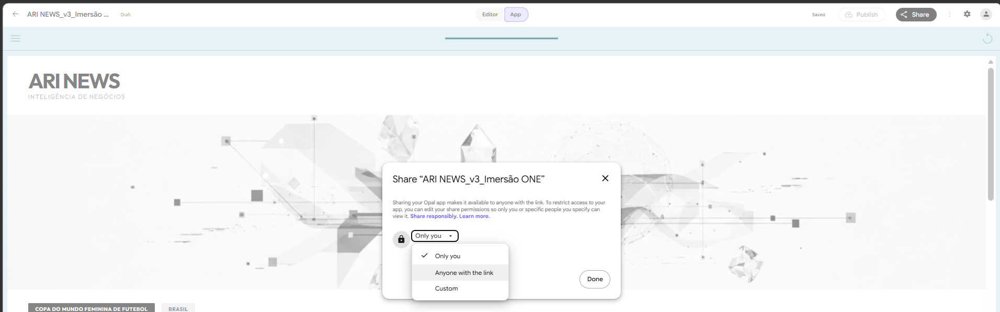 ARI NEWS_v3_Imersão ...
Draft
Editor
App
Saved
Publish
Share
ARI NEWS
INTELIGÊNCIA DE NEGÓCIOS
Share “ARI NEWS_v3_Imersão ONE”
Sharing your Opal app makes it available to anyone with the link. To restrict access to your
app, you can edit your share permissions so only you or specific people you specify can
view it. Share responsibly. Learn more.
Only you
Only you
Anyone with the link
Custom
Done
COPA DO MUNDO FEMININA DE FUTEBOL
BRASIL